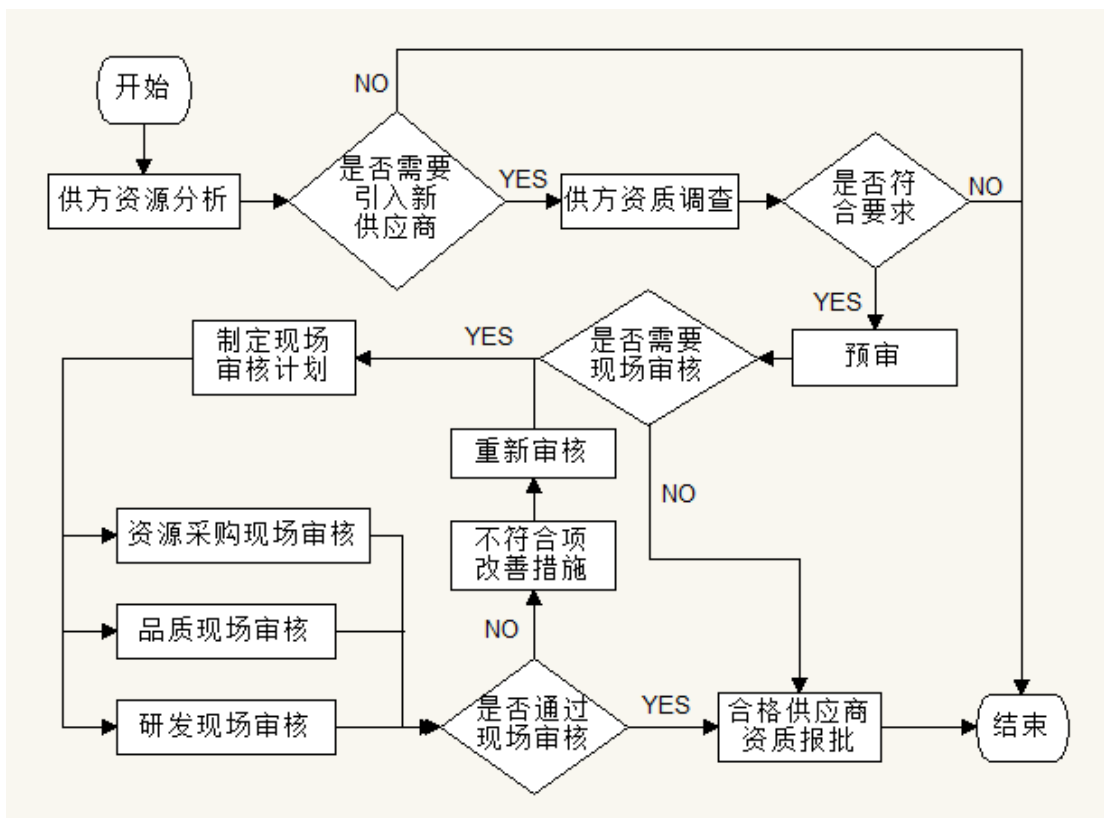 开始
NO
供方资源分析
是否需要
引入新
供应商
YES
供方资质调查
是否符
合要求
NO
YES
制定现场
审核计划
YES
是否需要
现场审核
预审
重新审核
NO
资源采购现场审核
不符合项
改善措施
品质现场审核
NO
研发现场审核
是否通过
现场审核
YES
合格供应商
资质报批
结束